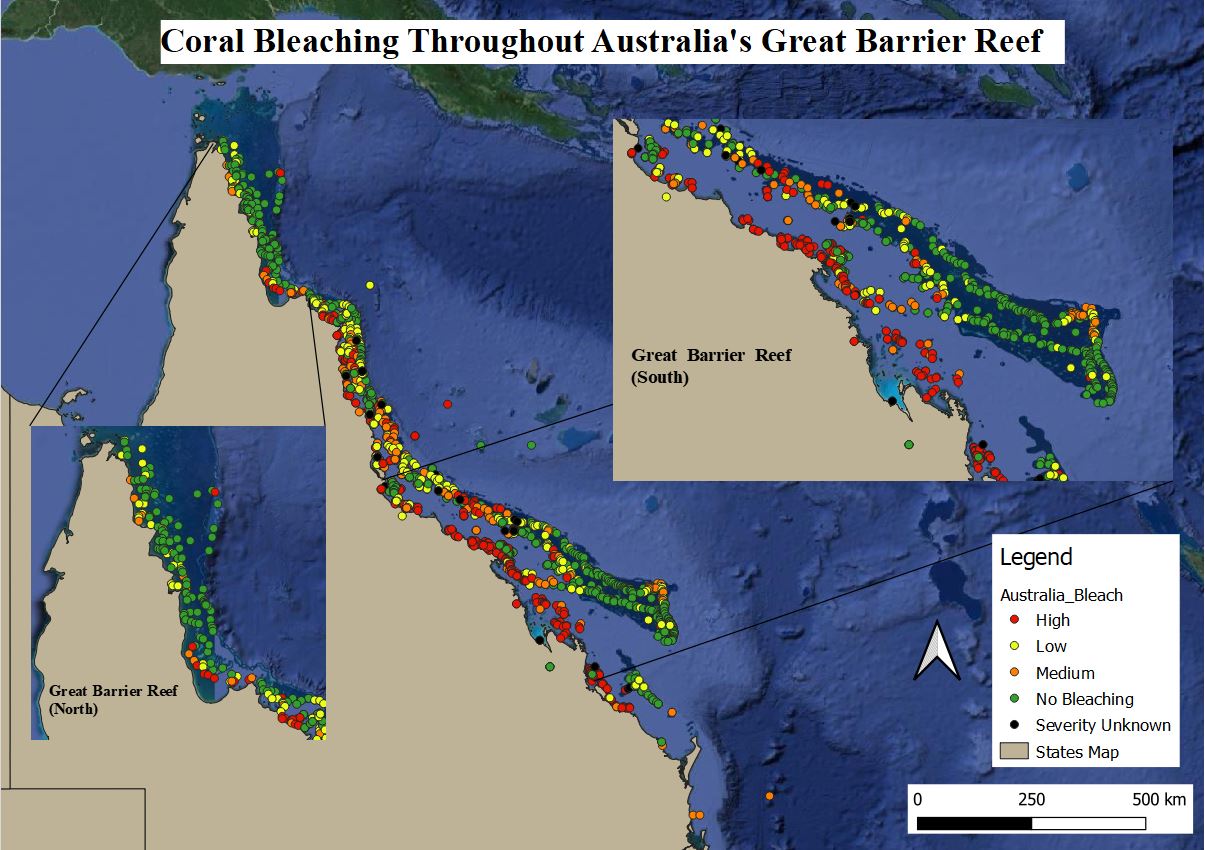 Coral Bleaching Throughout Australia's Great Barrier Reef
Great Barrier Reef
(South)
Great Barrier Reef
(North)
Legend
Australia_Bleach
High
Low
Medium
No Bleaching
Severity Unknown
States Map
0 250 500 km